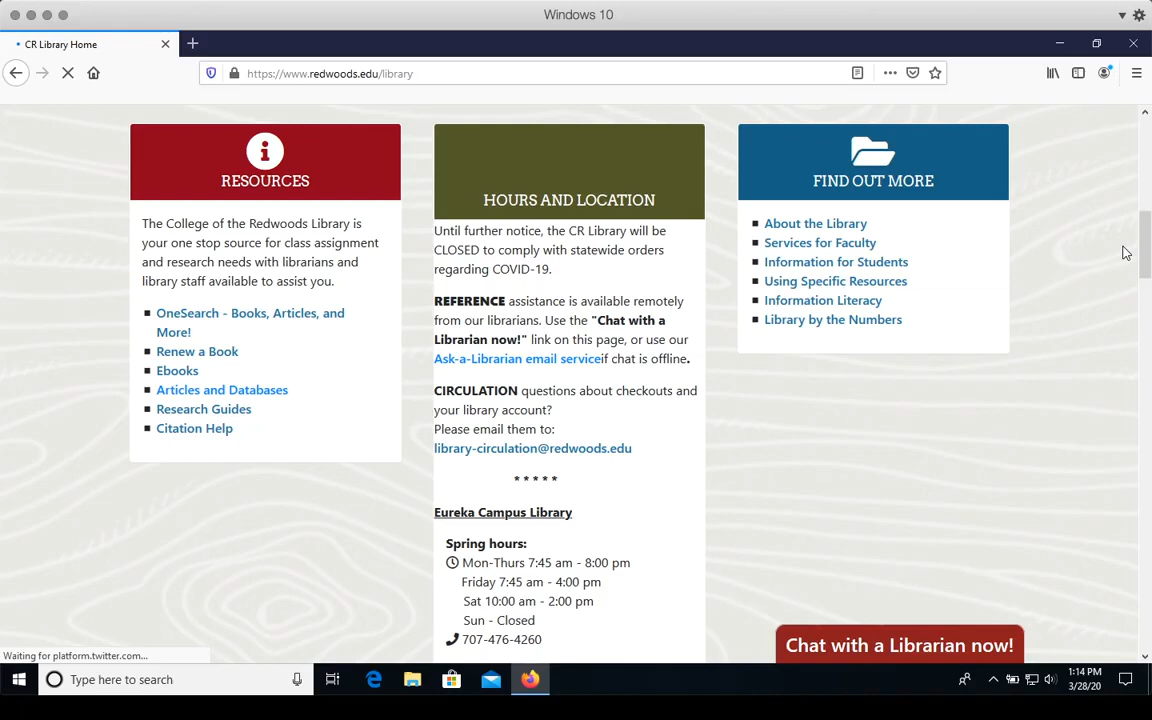 Windows 10
CR Library Home
https://www.redwoods.edu/library
RESOURCES
The College of the Redwoods Library is
your one stop source for class assignment
and research needs with librarians and
library staff available to assist you.
OneSearch - Books, Articles, and
More!
Renew a Book
Ebooks
Articles and Databases
Research Guides
Citation Help
HOURS AND LOCATION
Until further notice, the CR Library will be
CLOSED to comply with statewide orders
regarding COVID-19.
REFERENCE assistance is available remotely
from our librarians. Use the "Chat with a
Librarian now!" link on this page, or use our
Ask-a-Librarian email serviceif chat is offline.
CIRCULATION questions about checkouts and
your library account?
Please email them to:
library-circulation@redwoods.edu
* * * * *
Eureka Campus Library
Spring hours:
Mon-Thurs 7:45 am - 8:00 pm
Friday 7:45 am - 4:00 pm
Sat 10:00 am - 2:00 pm
Sun - Closed
707-476-4260
FIND OUT MORE
About the Library
Services for Faculty
Information for Students
Using Specific Resources
Information Literacy
Library by the Numbers
Chat with a Librarian now!
Waiting for platform.twitter.com...
Type here to search
1:14 PM
3/28/20